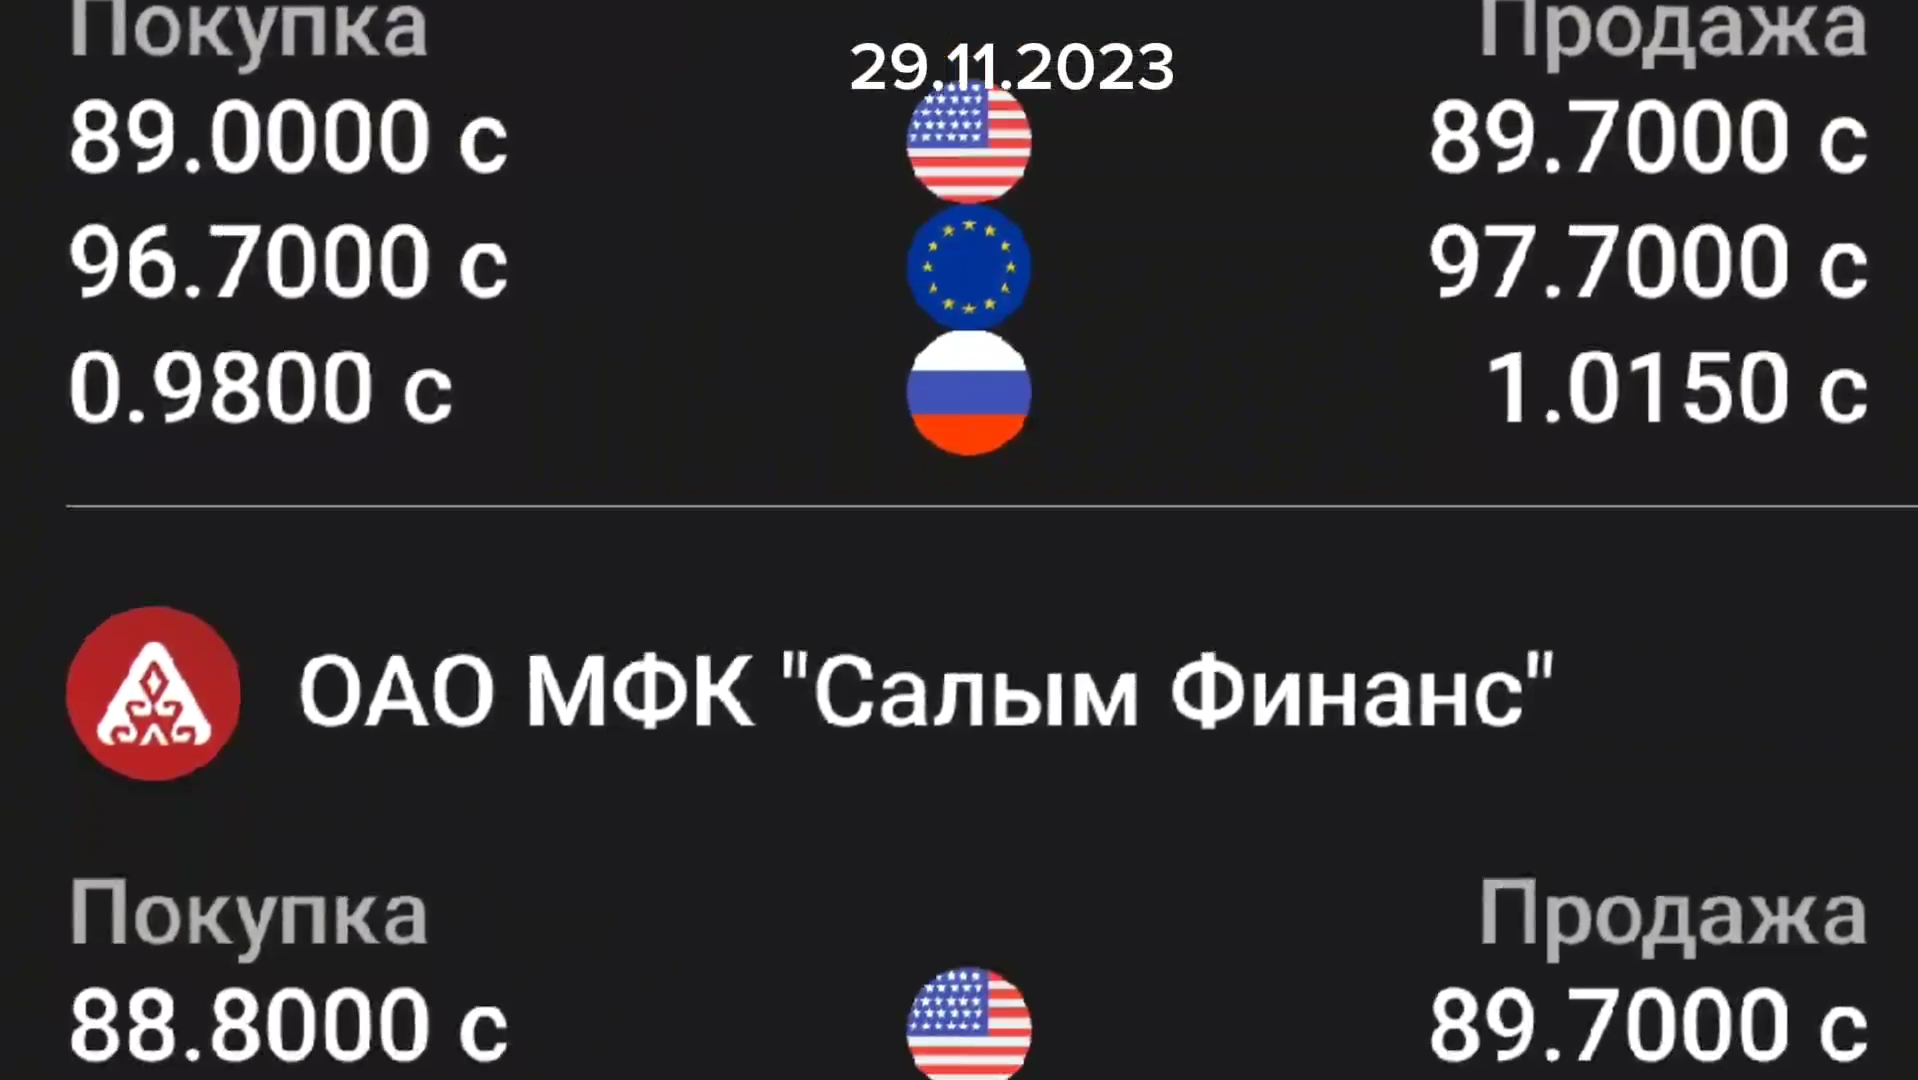 Покупка
Продажа
29.11.2023
89.0000 с
89.7000 с
96.7000 с
97.7000 с
0.9800 с
1.0150 с
ОАО МФК "Салым Финанс"
Покупка
Продажа
88.8000 с
89.7000 с